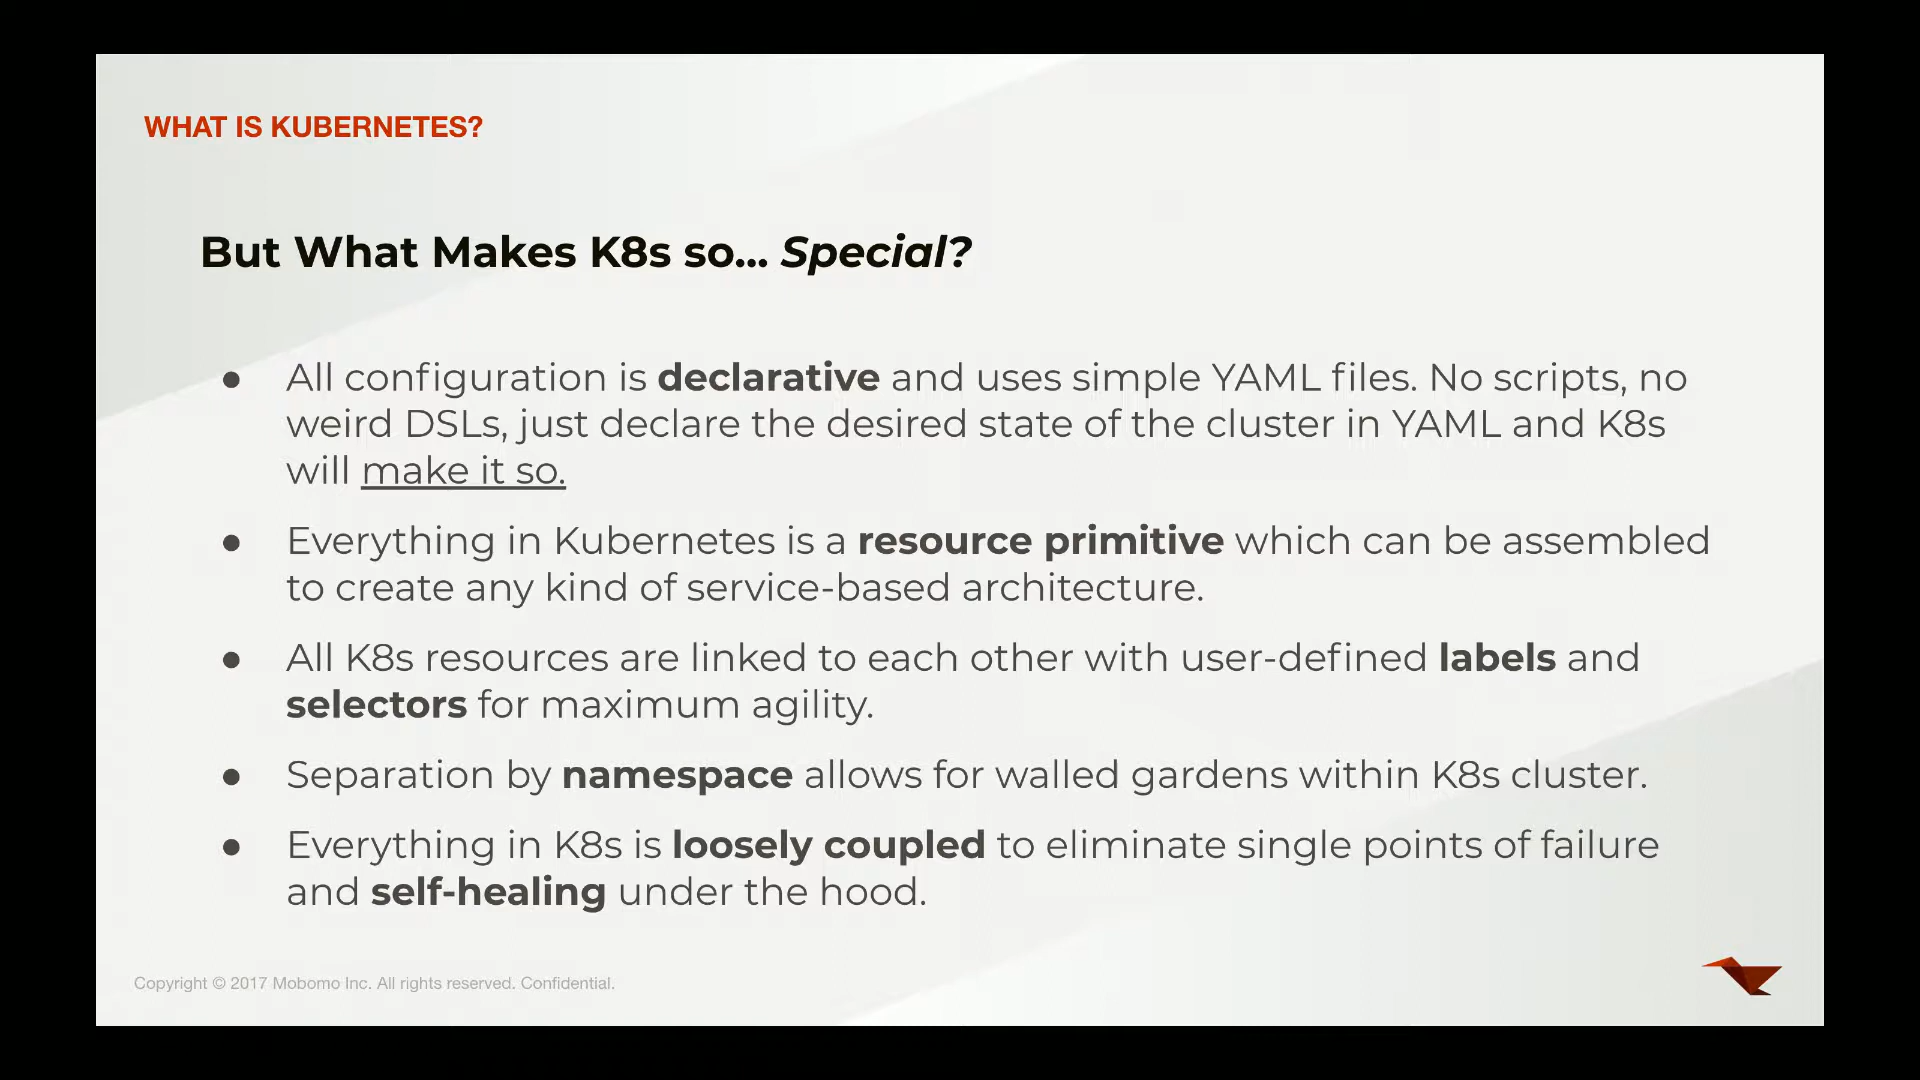 WHAT IS KUBERNETES?
But What Makes K8s so... Special?
● All configuration is declarative and uses simple YAML files. No scripts, no
weird DSLs, just declare the desired state of the cluster in YAML and K8s
will make it so.
● Everything in Kubernetes is a resource primitive which can be assembled
to create any kind of service-based architecture.
● All K8s resources are linked to each other with user-defined labels and
selectors for maximum agility.
● Separation by namespace allows for walled gardens within K8s cluster.
● Everything in K8s is loosely coupled to eliminate single points of failure
and self-healing under the hood.
Copyright © 2017 Mobomo Inc. All rights reserved. Confidential.